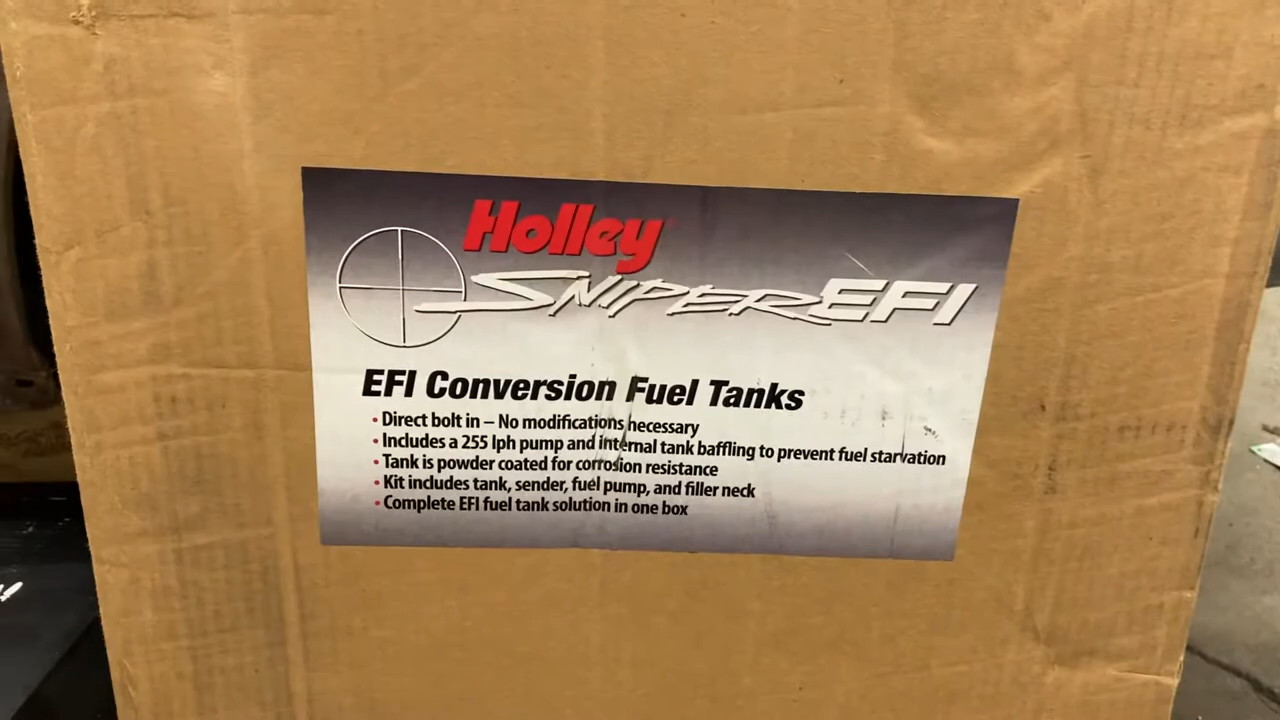 Holley
SNIPER EFI
EFI Conversion Fuel Tanks
• Direct bolt in – No modifications necessary
• Includes a 255 lph pump and internal tank baffling to prevent fuel starvation
• Tank is powder coated for corrosion resistance
• Kit includes tank, sender, fuel pump, and filler neck
• Complete EFI fuel tank solution in one box